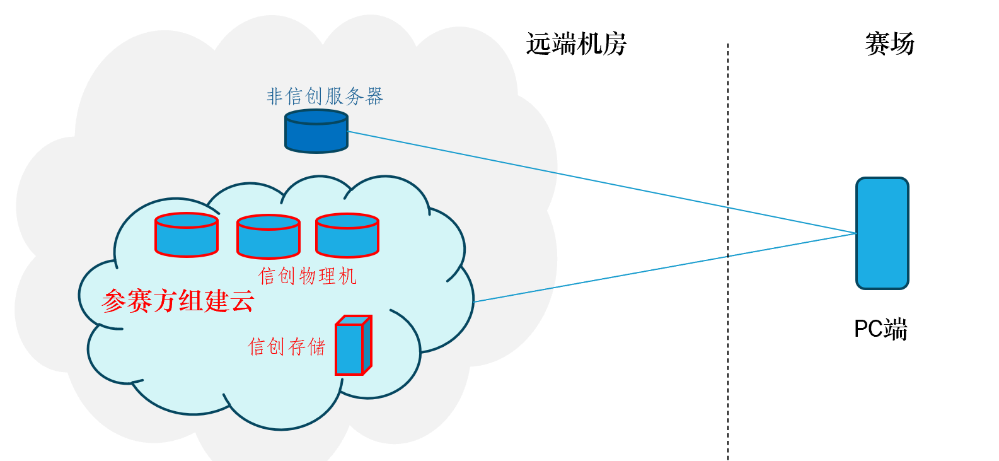 远端机房
赛场
非信创服务器
信创物理机
参赛方组建云
信创存储
PC端